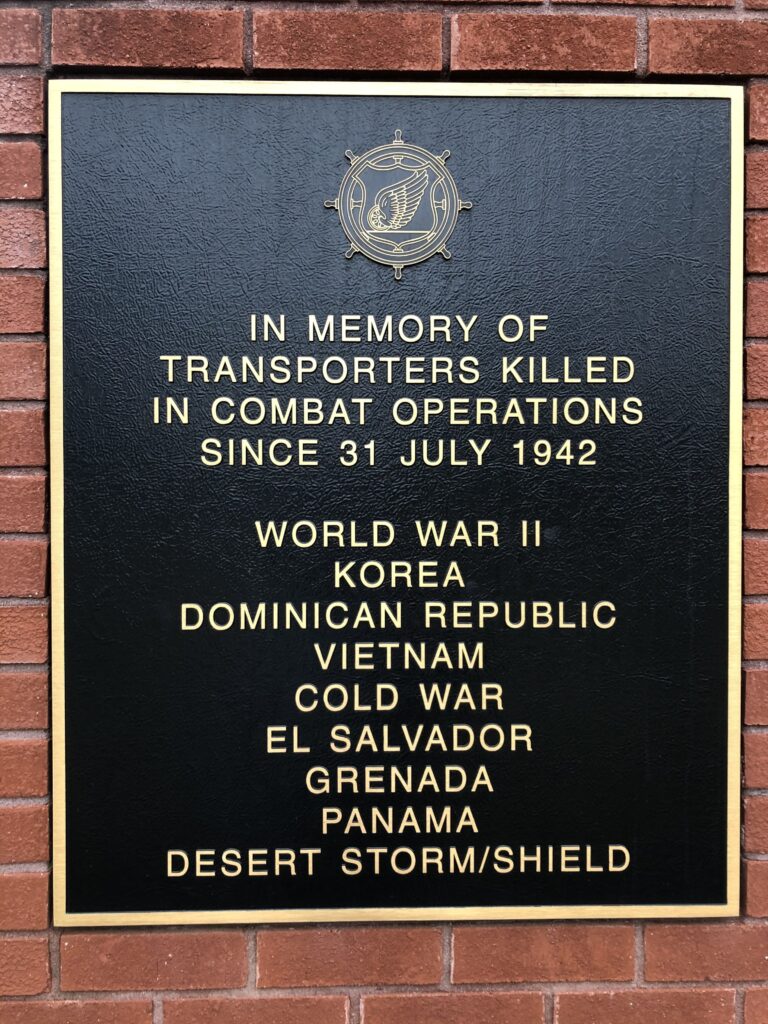 IN MEMORY OF
TRANSPORTERS KILLED
IN COMBAT OPERATIONS
SINCE 31 JULY 1942
WORLD WAR II
KOREA
DOMINICAN REPUBLIC
VIETNAM
COLD WAR
EL SALVADOR
GRENADA
PANAMA
DESERT STORM/SHIELD